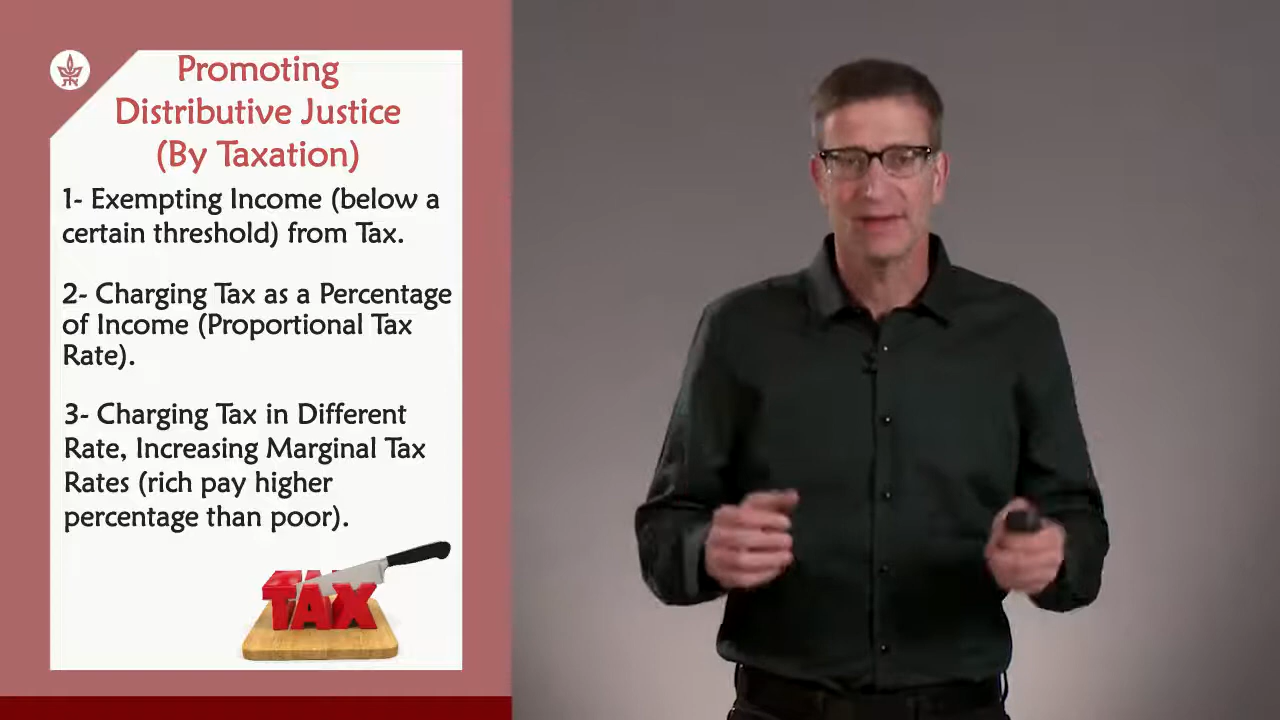 Promoting
Distributive Justice
(By Taxation)
1- Exempting Income (below a
certain threshold) from Tax.
2- Charging Tax as a Percentage
of Income (Proportional Tax
Rate).
3- Charging Tax in Different
Rate, Increasing Marginal Tax
Rates (rich pay higher
percentage than poor).
TAX